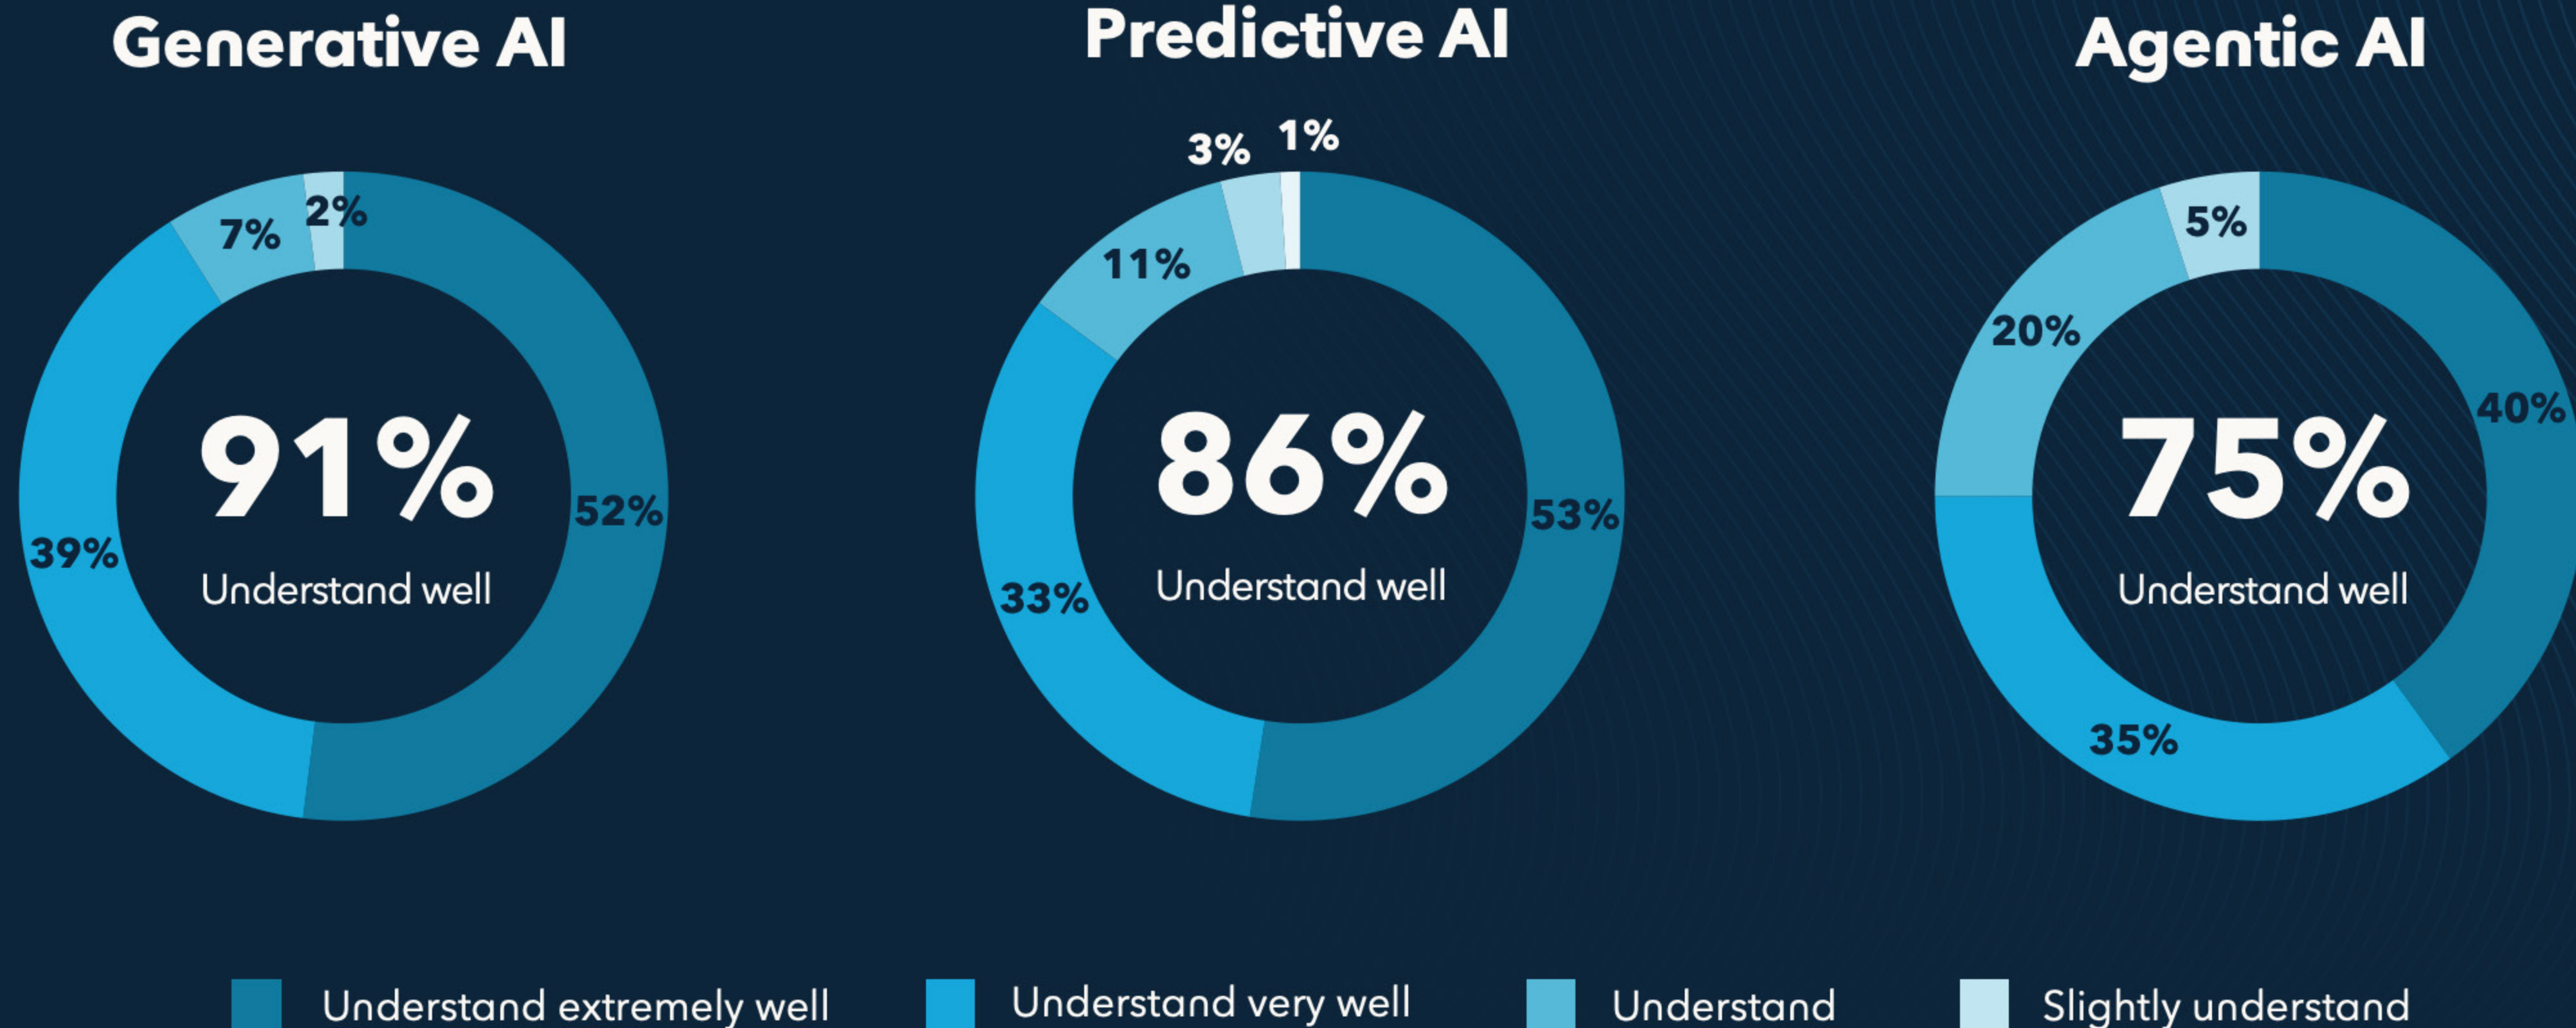 Generative AI
Predictive AI
Agentic AI
2%
7%
52%
39%
91%
Understand well
1%
3%
11%
53%
33%
86%
Understand well
5%
20%
40%
35%
75%
Understand well
Understand extremely well
Understand very well
Understand
Slightly understand